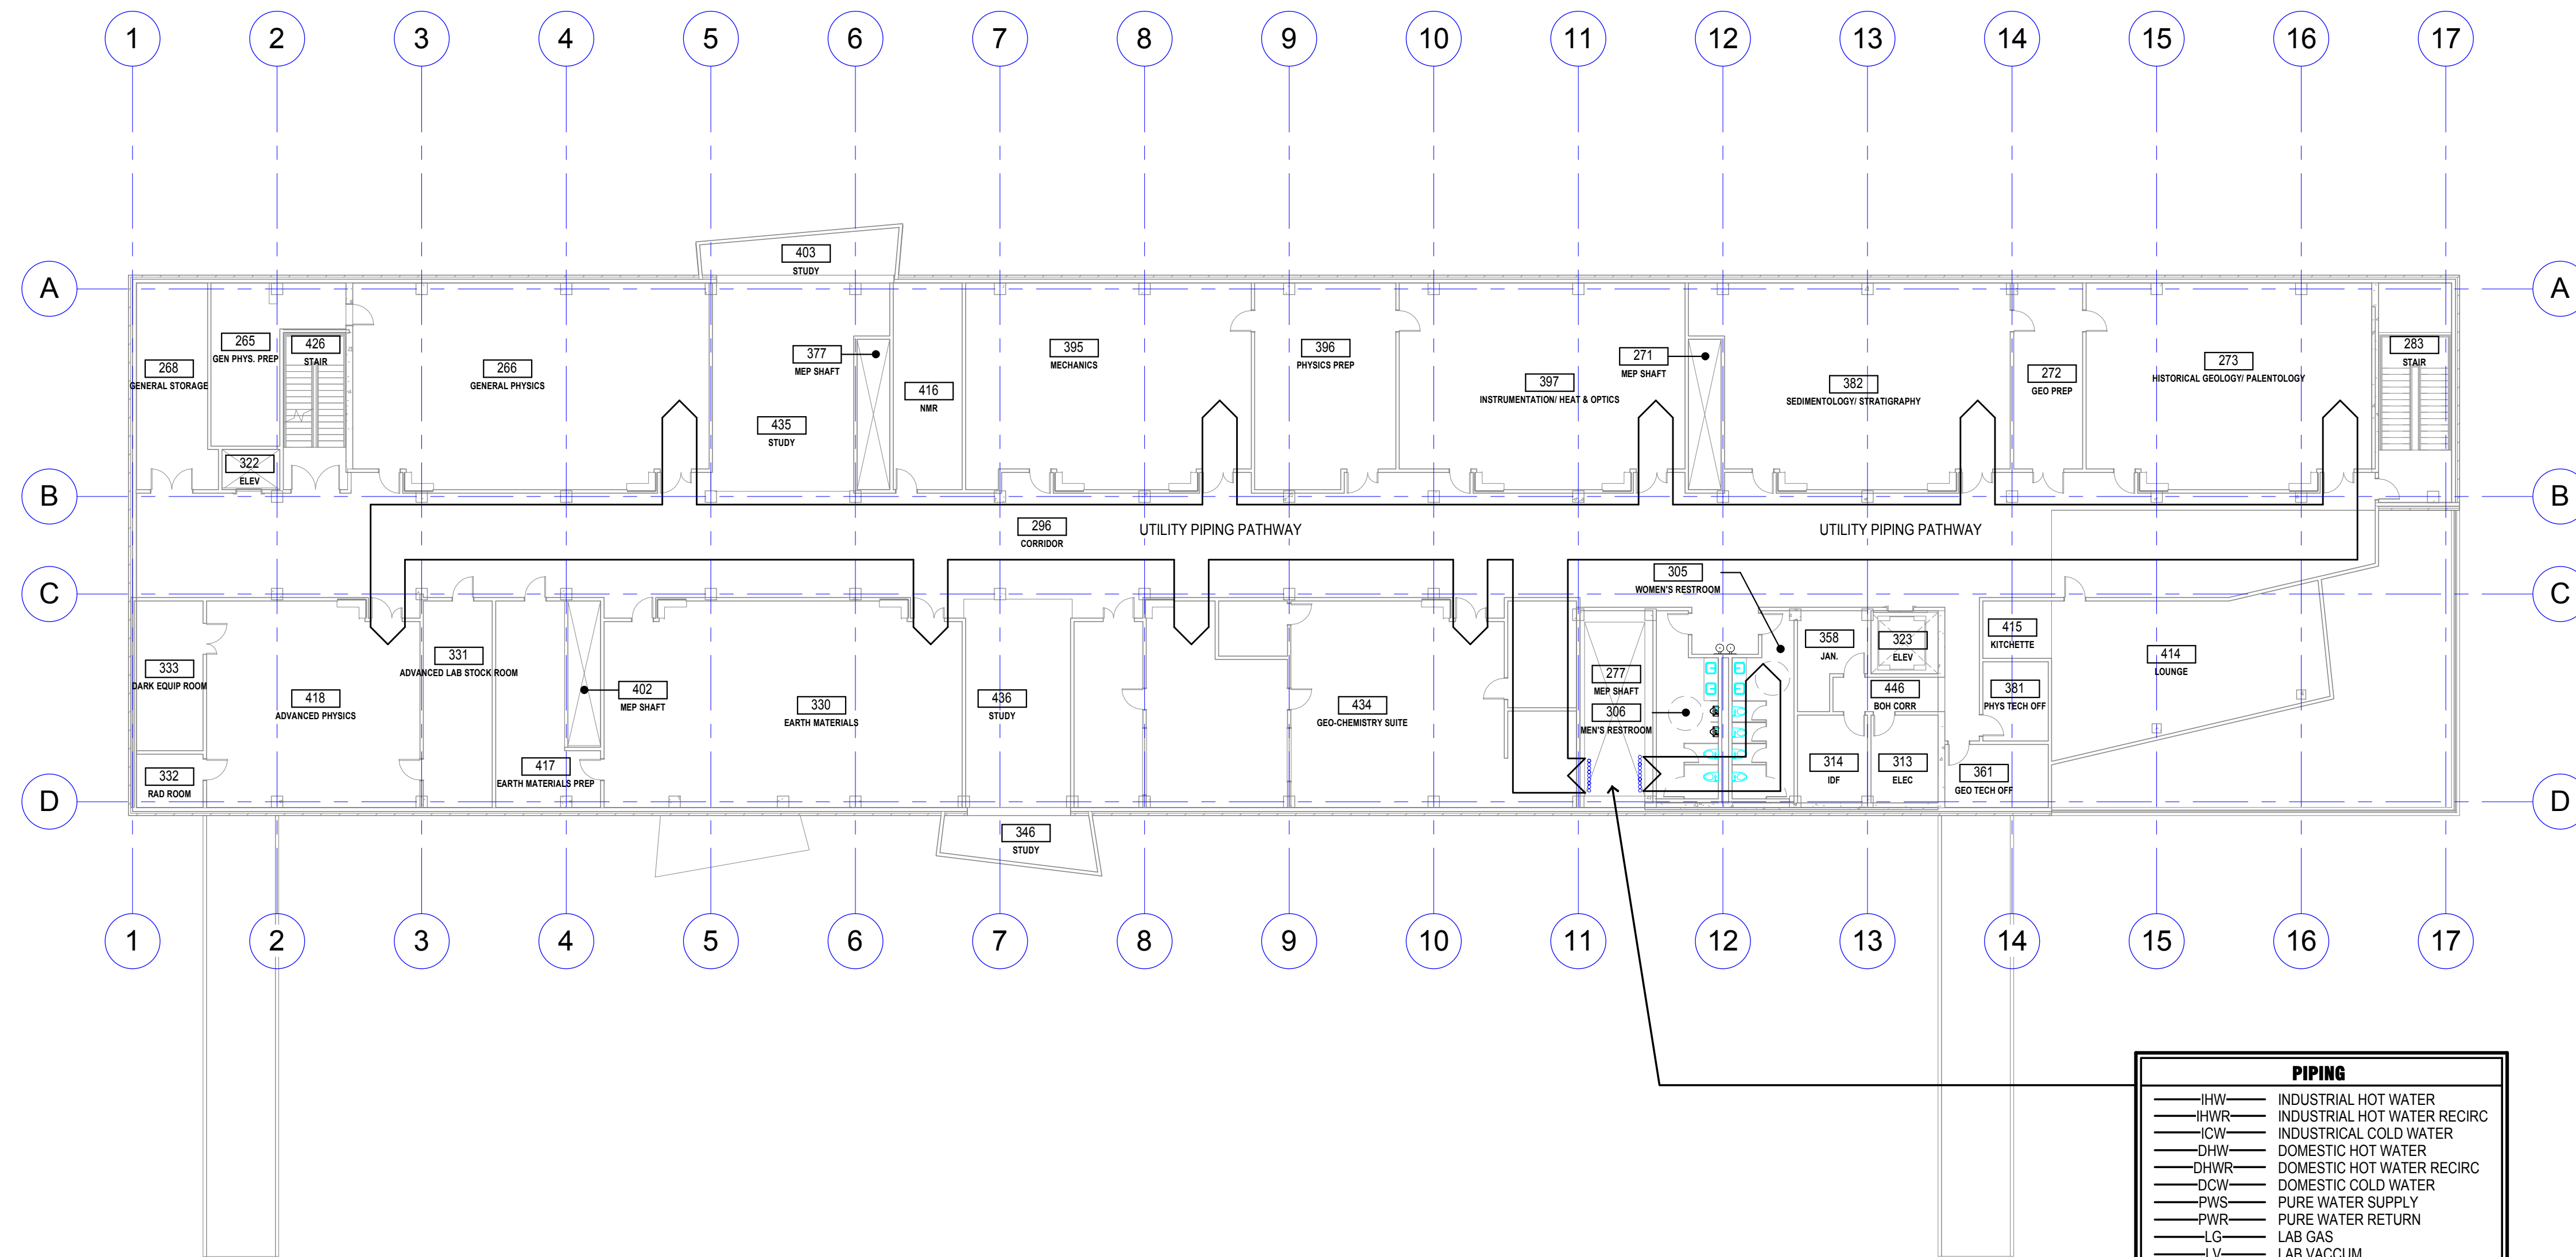 1 2 3 4 5 6 7 8 9 10 11 12 13 14 15 16 17
403
STUDY
A A
265
GEN PHYS. PREP
426
STAIR
268
GENERAL STORAGE
266
GENERAL PHYSICS
377
MEP SHAFT
435
STUDY
416
NMR
395
MECHANICS
396
PHYSICS PREP
397
INSTRUMENTATION/ HEAT & OPTICS
271
MEP SHAFT
382
SEDIMENTOLOGY/ STRATIGRAPHY
272
GEO PREP
273
HISTORICAL GEOLOGY/ PALENTOLOGY
283
STAIR
322
ELEV
B B
296
CORRIDOR
UTILITY PIPING PATHWAY
UTILITY PIPING PATHWAY
C C
305
WOMEN'S RESTROOM
333
DARK EQUIP ROOM
418
ADVANCED PHYSICS
331
ADVANCED LAB STOCK ROOM
402
MEP SHAFT
330
EARTH MATERIALS
436
STUDY
434
GEO-CHEMISTRY SUITE
277
MEP SHAFT
306
MEN'S RESTROOM
358
JAN.
323
ELEV
446
BOH CORR
415
KITCHETTE
381
PHYS TECH OFF
414
LOUNGE
332
RAD ROOM
417
EARTH MATERIALS PREP
314
IDF
313
ELEC
361
GEO TECH OFF
D D
346
STUDY
1 2 3 4 5 6 7 8 9 10 11 12 13 14 15 16 17
PIPING
IHW INDUSTRIAL HOT WATER
IHWR INDUSTRIAL HOT WATER RECIRC
ICW INDUSTRICAL COLD WATER
DHW DOMESTIC HOT WATER
DHWR DOMESTIC HOT WATER RECIRC
DCW DOMESTIC COLD WATER
PWS PURE WATER SUPPLY
PWR PURE WATER RETURN
LG LAB GAS
LV LAB VACCUM